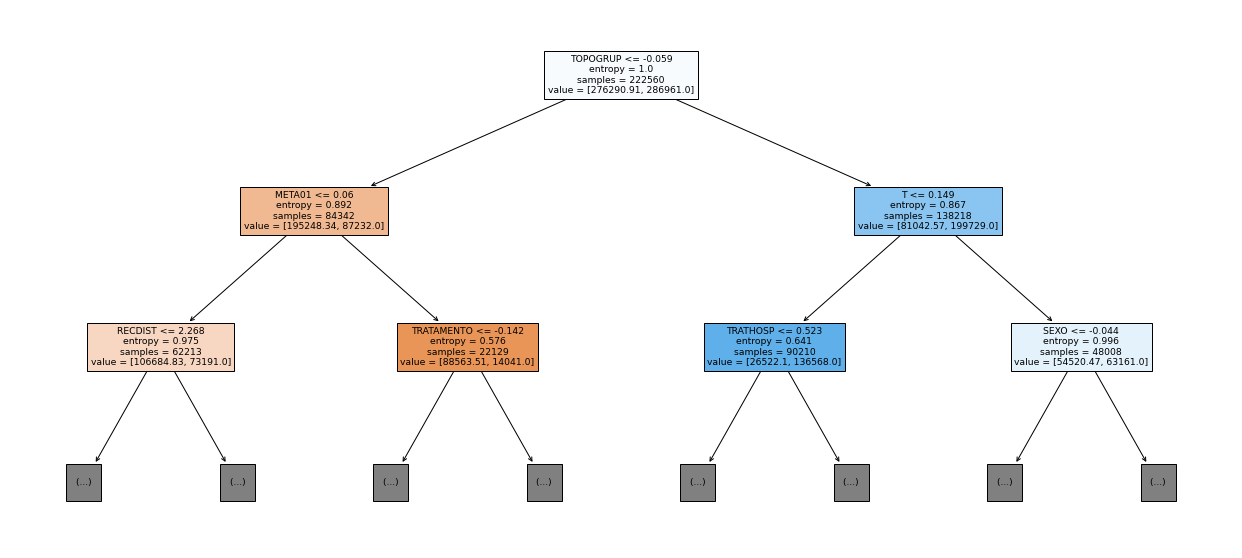 TOPOGRUP <= -0.059
entropy = 1.0
samples = 222560
value = [276290.91, 286961.0]
META01 <= 0.06
entropy = 0.892
samples = 84342
value = [195248.34, 87232.0]
T <= 0.149
entropy = 0.867
samples = 138218
value = [81042.57, 199729.0]
RECDIST <= 2.268
entropy = 0.975
samples = 62213
value = [106684.83, 73191.0]
TRATAMENTO <= -0.142
entropy = 0.576
samples = 22129
value = [88563.51, 14041.0]
TRATHOSP <= 0.523
entropy = 0.641
samples = 90210
value = [26522.1, 136568.0]
SEXO <= -0.044
entropy = 0.996
samples = 48008
value = [54520.47, 63161.0]
(...)
(...)
(...)
(...)
(...)
(...)
(...)
(...)